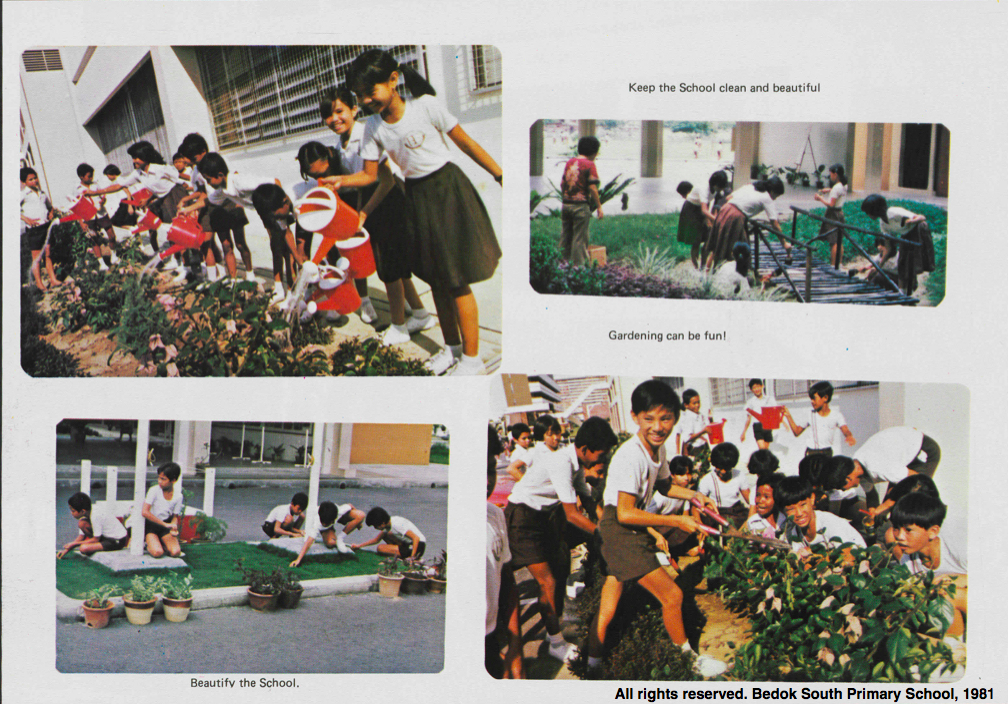 Keep the School clean and beautiful
Gardening can be fun!
Beautify the School.
All rights reserved. Bedok South Primary School, 1981